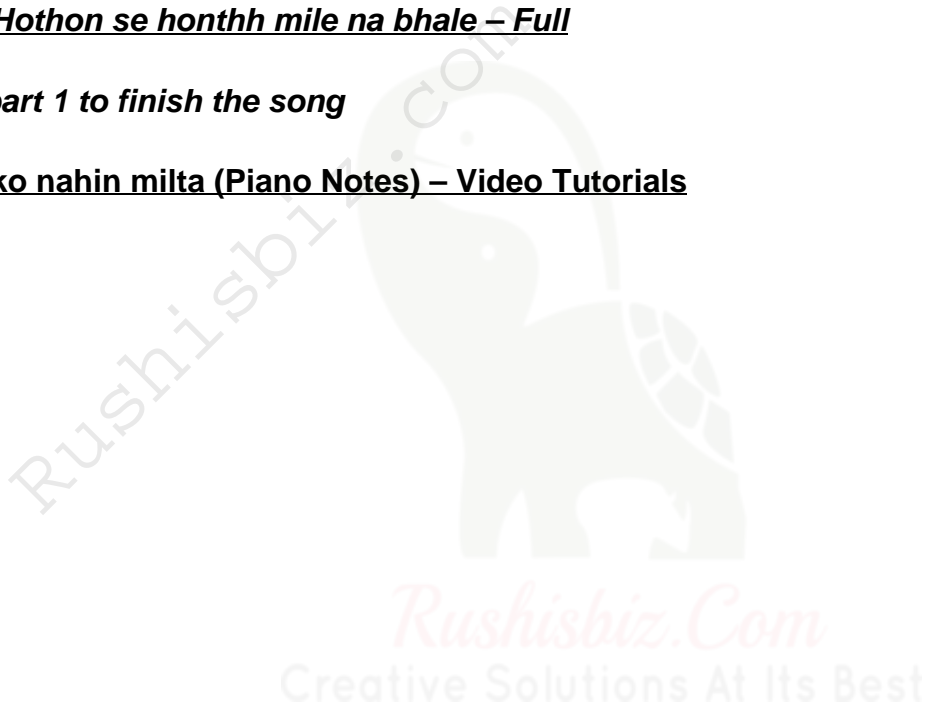 Hothon se honthh mile na bhale – Full
part 1 to finish the song
ko nahin milta (Piano Notes) – Video Tutorials
Rushisbiz.com
Rushisbiz.Com
Creative Solutions At Its Best